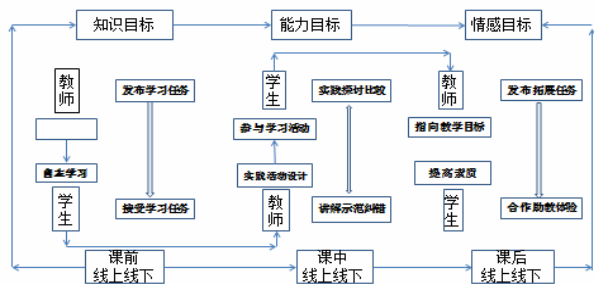 知识目标
能力目标
情感目标
教师
发布学习任务
学生
实践探讨比较
教师
发布拓展任务
参与学习活动
指向教学目标
自主学习
实践活动设计
提高素质
学生
接受学习任务
教师
讲解示范纠错
学生
合作助教体验
课前
线上线下
课中
线上线下
课后
线上线下